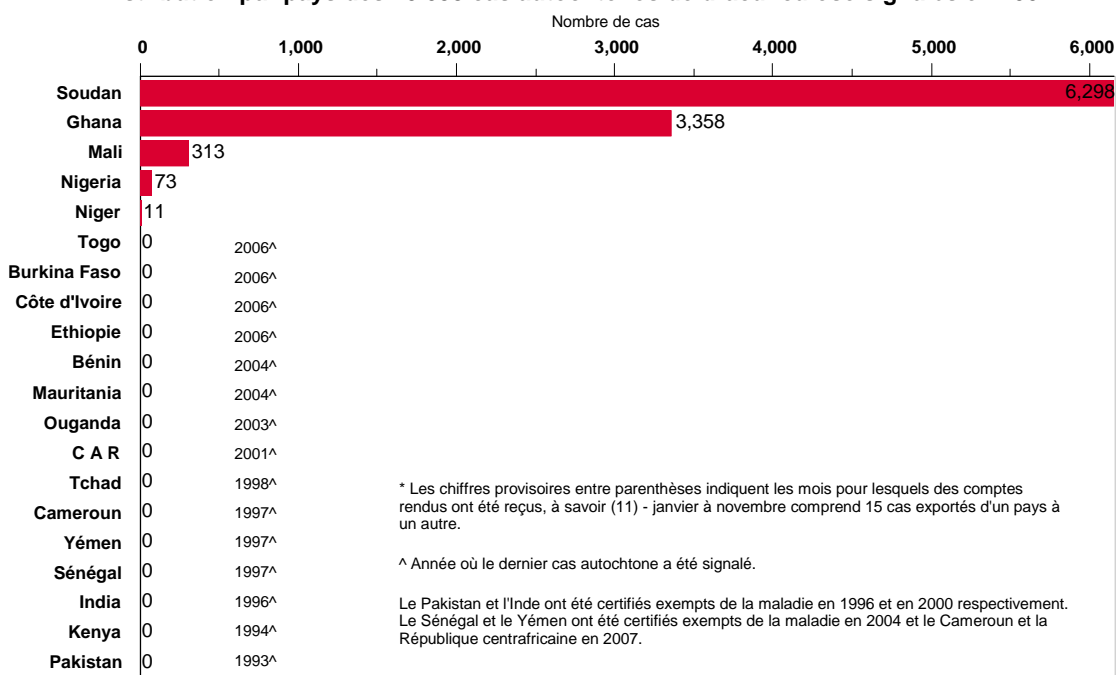 Nombre de cas
0 1,000 2,000 3,000 4,000 5,000 6,000
Soudan 6,298
Ghana 3,358
Mali 313
Nigeria 73
Niger 11
Togo 0 2006^
Burkina Faso 0 2006^
Côte d'Ivoire 0 2006^
Ethiopie 0 2006^
Bénin 0 2004^
Mauritania 0 2004^
Ouganda 0 2003^
C A R 0 2001^
Tchad 0 1998^
Cameroun 0 1997^
Yémen 0 1997^
Sénégal 0 1997^
India 0 1996^
Kenya 0 1994^
Pakistan 0 1993^
* Les chiffres provisoires entre parenthèses indiquent les mois pour lesquels des comptes
rendus ont été reçus, à savoir (11) - janvier à novembre comprend 15 cas exportés d'un pays à
un autre.
^ Année où le dernier cas autochtone a été signalé.
Le Pakistan et l'Inde ont été certifiés exempts de la maladie en 1996 et en 2000 respectivement.
Le Sénégal et le Yémen ont été certifiés exempts de la maladie en 2004 et le Cameroun et la
République centrafricaine en 2007.